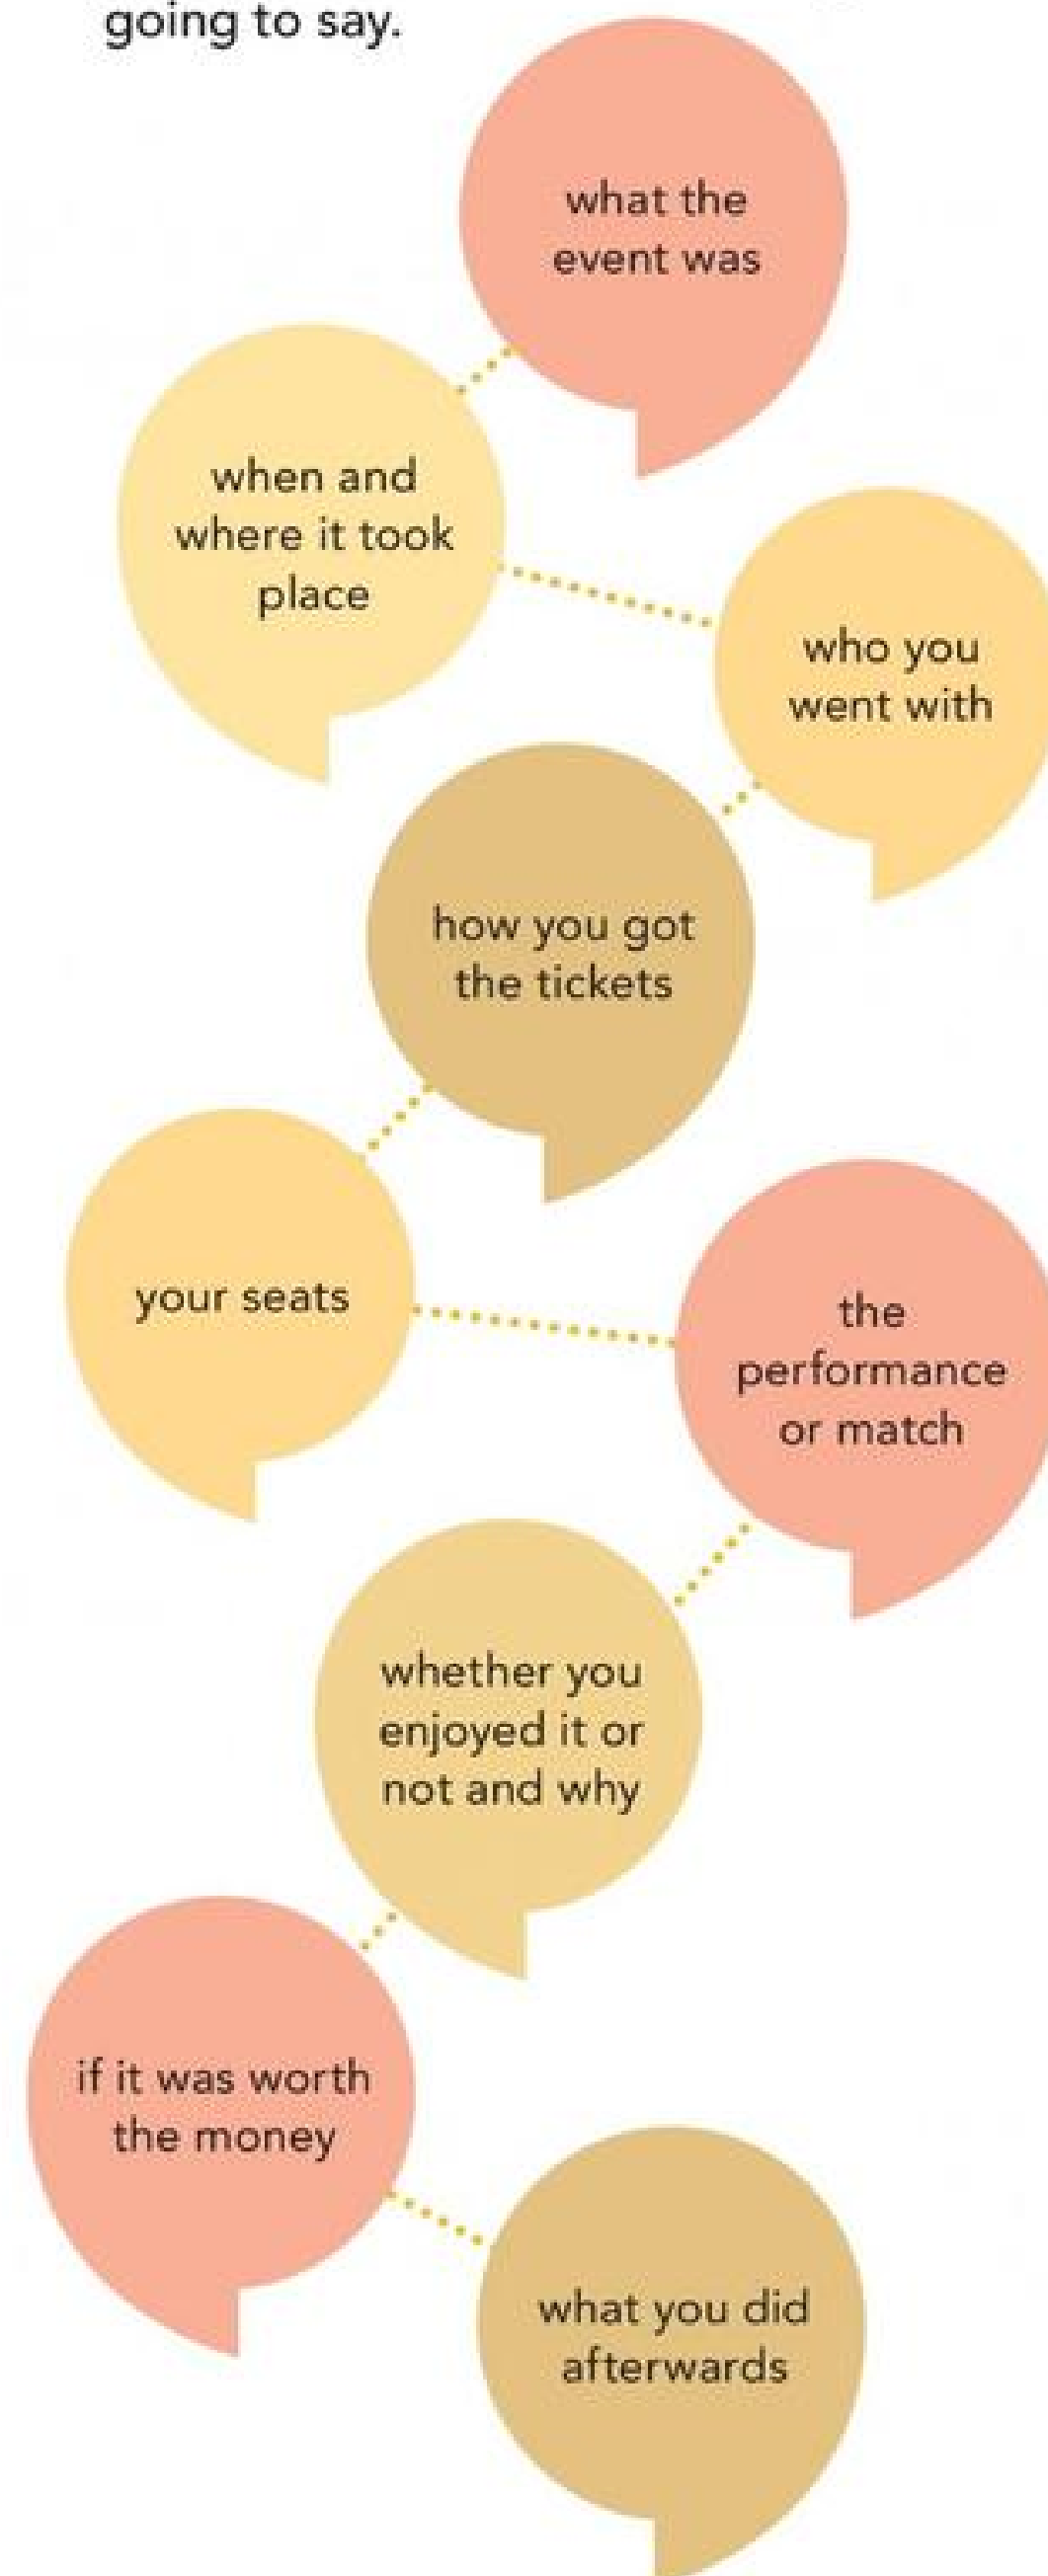 going to say.
what the
event was
when and
where it took
place
who you
went with
how you got
the tickets
your seats
the
performance
or match
whether you
enjoyed it or
not and why
if it was worth
the money
what you did
afterwards